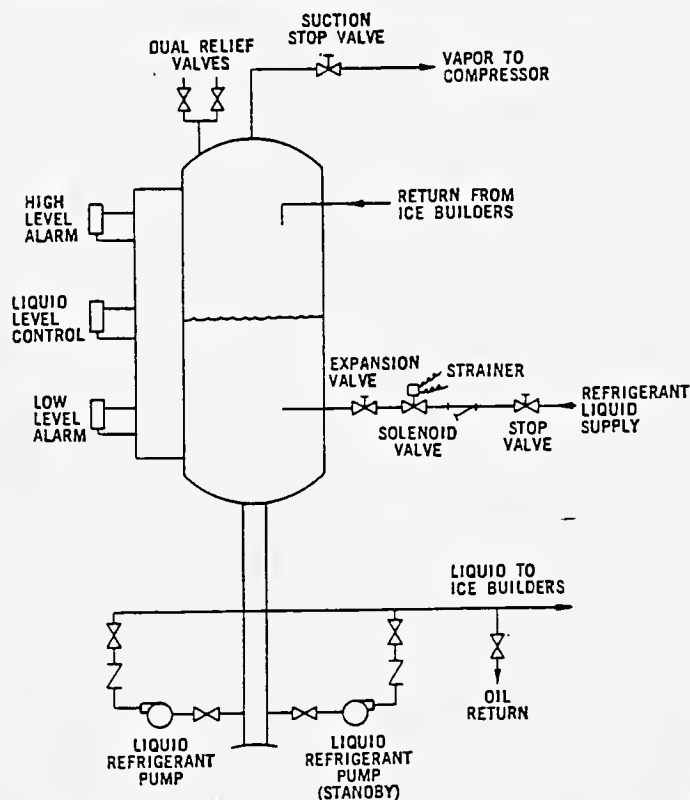 SUCTION
STOP VALVE
DUAL RELIEF
VALVES
VAPOR TO
COMPRESSOR
HIGH
LEVEL
ALARM
RETURN FROM
ICE BUILDERS
LIQUID
LEVEL
CONTROL
EXPANSION
VALVE
STRAINER
LOW
LEVEL
ALARM
SOLENOID
VALVE
STOP
VALVE
REFRIGERANT
LIQUID
SUPPLY
LIQUID TO
ICE BUILDERS
OIL
RETURN
LIQUID
REFRIGERANT
PUMP
LIQUID
REFRIGERANT
PUMP
(STANDBY)